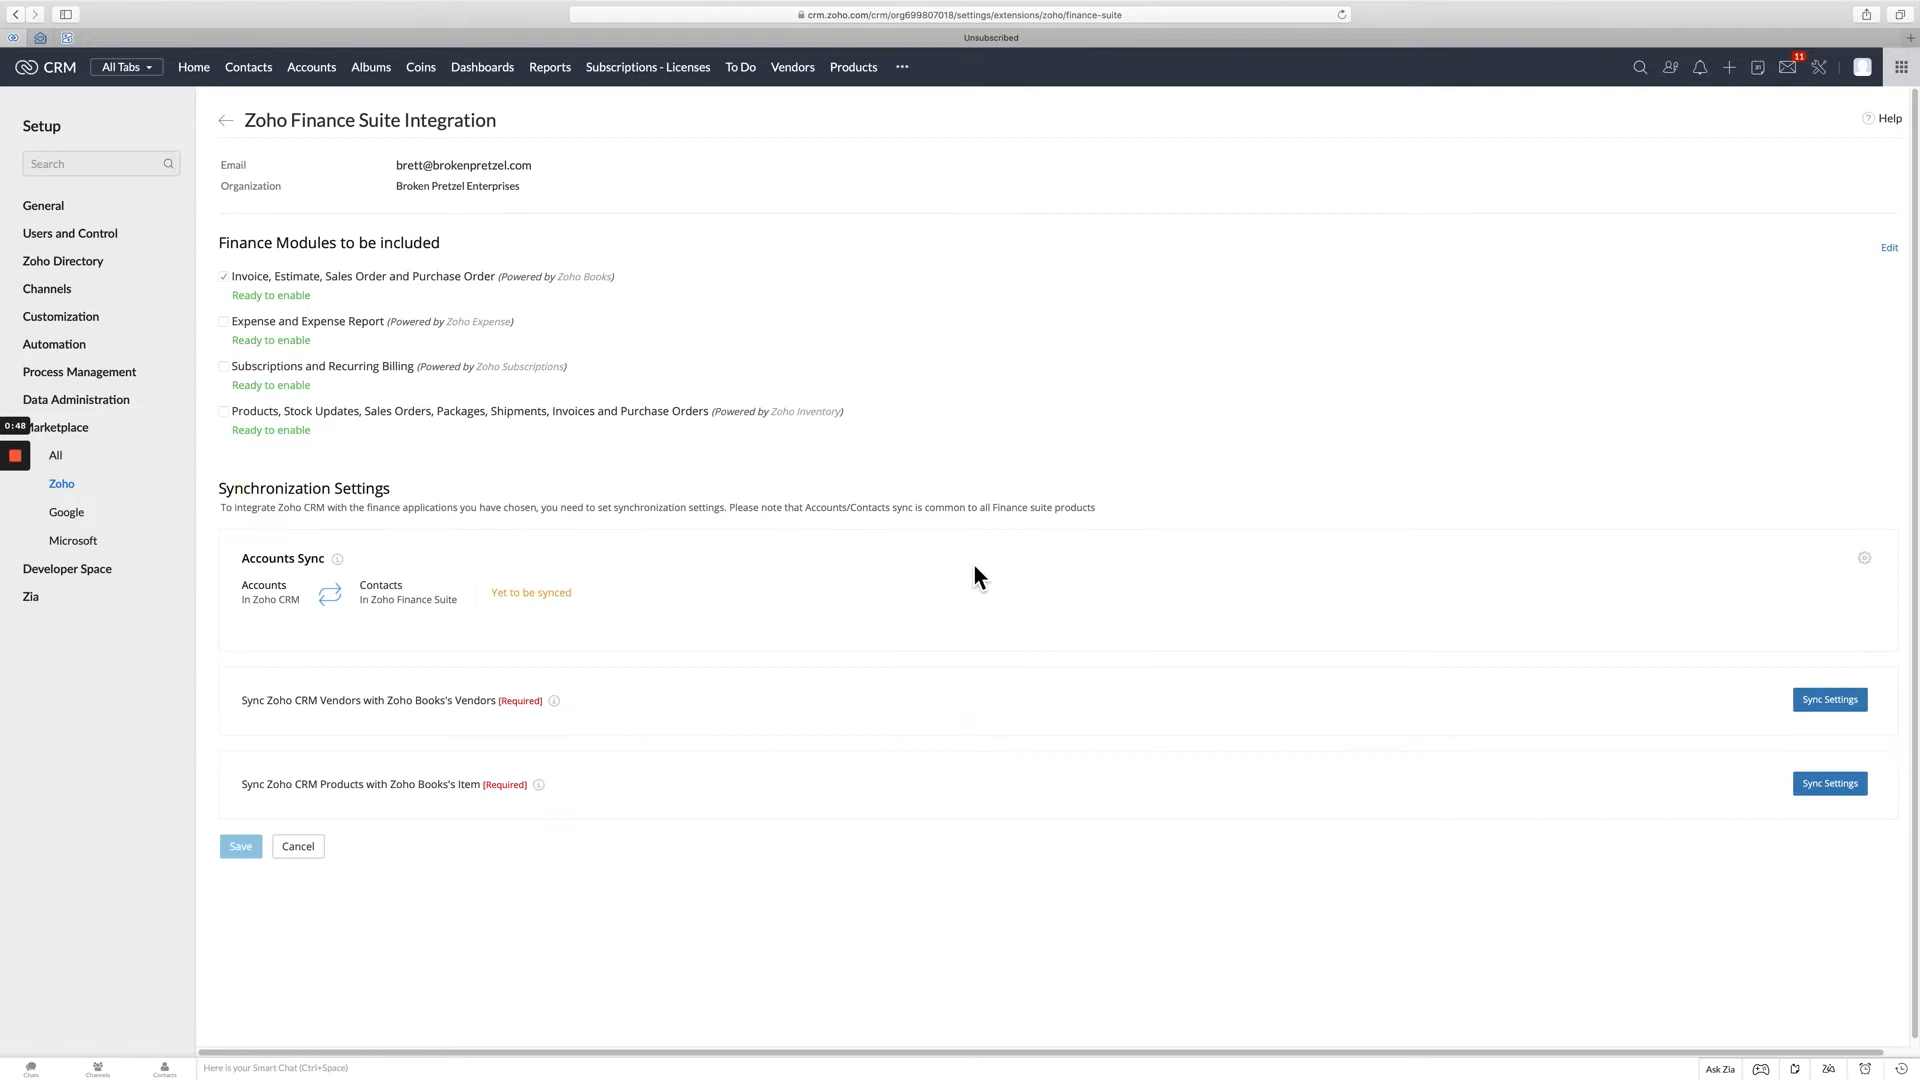 crm.zoho.com/crm/org699807018/settings/extensions/zoho/finance-suite
Unsubscribed
CRM
All Tabs
Home
Contacts
Accounts
Albums
Coins
Dashboards
Reports
Subscriptions - Licenses
To Do
Vendors
Products
11
Setup
Search
General
Users and Control
Zoho Directory
Channels
Customization
Automation
Process Management
Data Administration
0:48
Marketplace
All
Zoho
Google
Microsoft
Developer Space
Zia
Zoho Finance Suite Integration
Help
Email brett@brokenpretzel.com
Organization Broken Pretzel Enterprises
Finance Modules to be included
Edit
Invoice, Estimate, Sales Order and Purchase Order (Powered by Zoho Books)
Ready to enable
Expense and Expense Report (Powered by Zoho Expense)
Ready to enable
Subscriptions and Recurring Billing (Powered by Zoho Subscriptions)
Ready to enable
Products, Stock Updates, Sales Orders, Packages, Shipments, Invoices and Purchase Orders (Powered by Zoho Inventory)
Ready to enable
Synchronization Settings
To integrate Zoho CRM with the finance applications you have chosen, you need to set synchronization settings. Please note that Accounts/Contacts sync is common to all Finance suite products
Accounts Sync
Accounts
In Zoho CRM
Contacts
In Zoho Finance Suite
Yet to be synced
Sync Zoho CRM Vendors with Zoho Books's Vendors [Required]
Sync Settings
Sync Zoho CRM Products with Zoho Books's Item [Required]
Sync Settings
Save
Cancel
Chats
Channels
Contacts
Here is your Smart Chat (Ctrl+Space)
Ask Zia